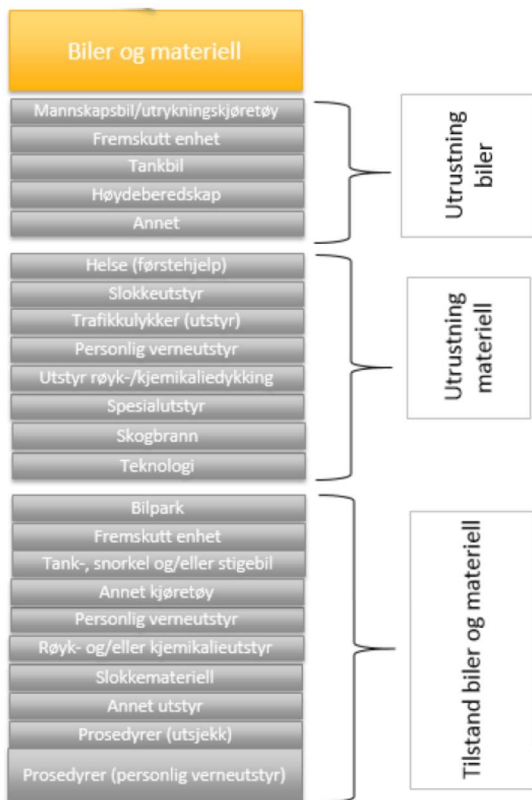 Biler og materiell
Mannskapsbil/utrykningskjøretøy
Fremskutt enhet
Tankbil
Høydeberedskap
Annet
Utrustning
biler
Helse (førstehjelp)
Slokkeutstyr
Trafikkulykker (utstyr)
Personlig verneutstyr
Utstyr røyk-/kjemikaliedykking
Spesialutstyr
Skogbrann
Teknologi
Utrustning
materiell
Bilpark
Fremskutt enhet
Tank-, snorkel og/eller stigebil
Annet kjøretøy
Personlig verneutstyr
Røyk- og/eller kjemikalieutstyr
Slokkemateriell
Annet utstyr
Prosedyrer (utsjekk)
Prosedyrer (personlig verneutstyr)
Tilstand biler og materiell